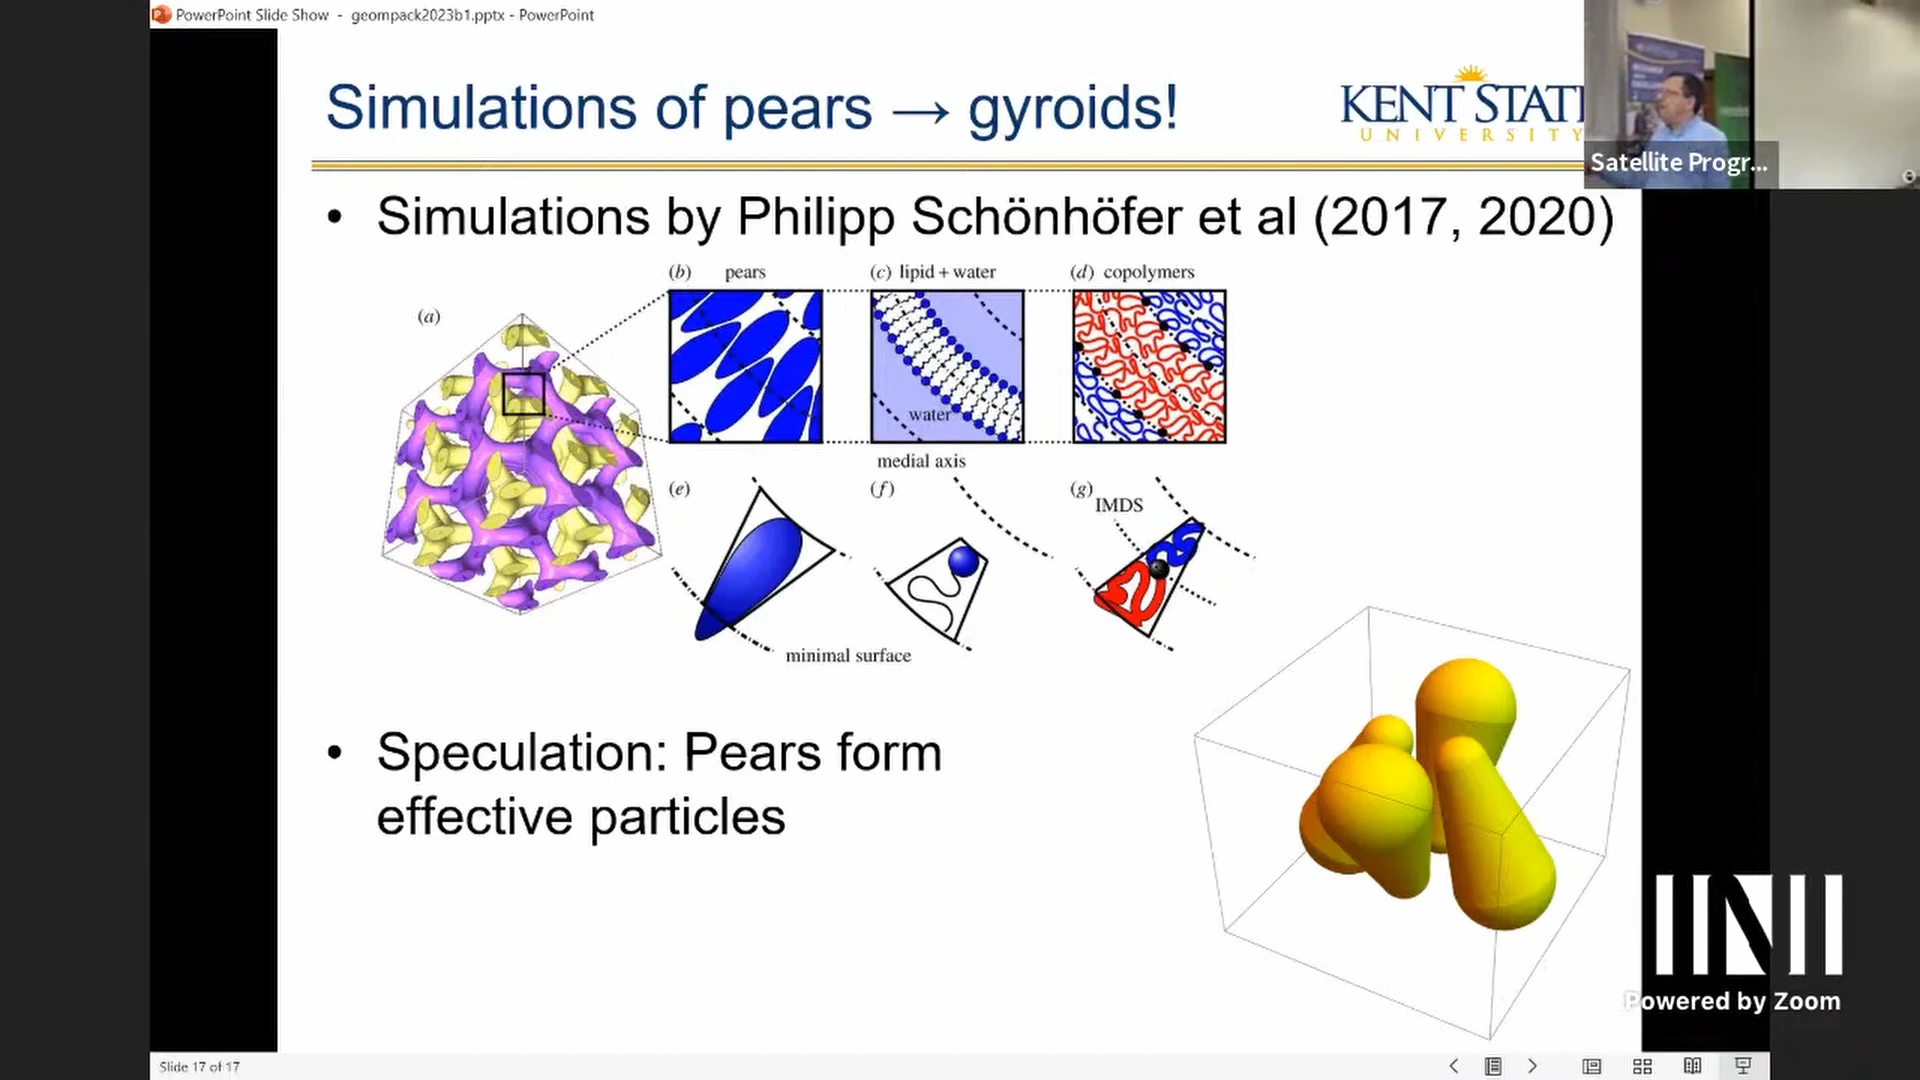 PowerPoint Slide Show - geompack2023b1.pptx - PowerPoint
Simulations of pears → gyroids!
KENT STAT
UNIVERSITY
Satellite Progr...
• Simulations by Philipp Schönhöfer et al (2017, 2020)
(a)
(b) pears
(c) lipid + water
(d) copolymers
water
medial axis
(e)
(f)
(g)
IMDS
minimal surface
• Speculation: Pears form
effective particles
INI
Powered by Zoom
Slide 17 of 17